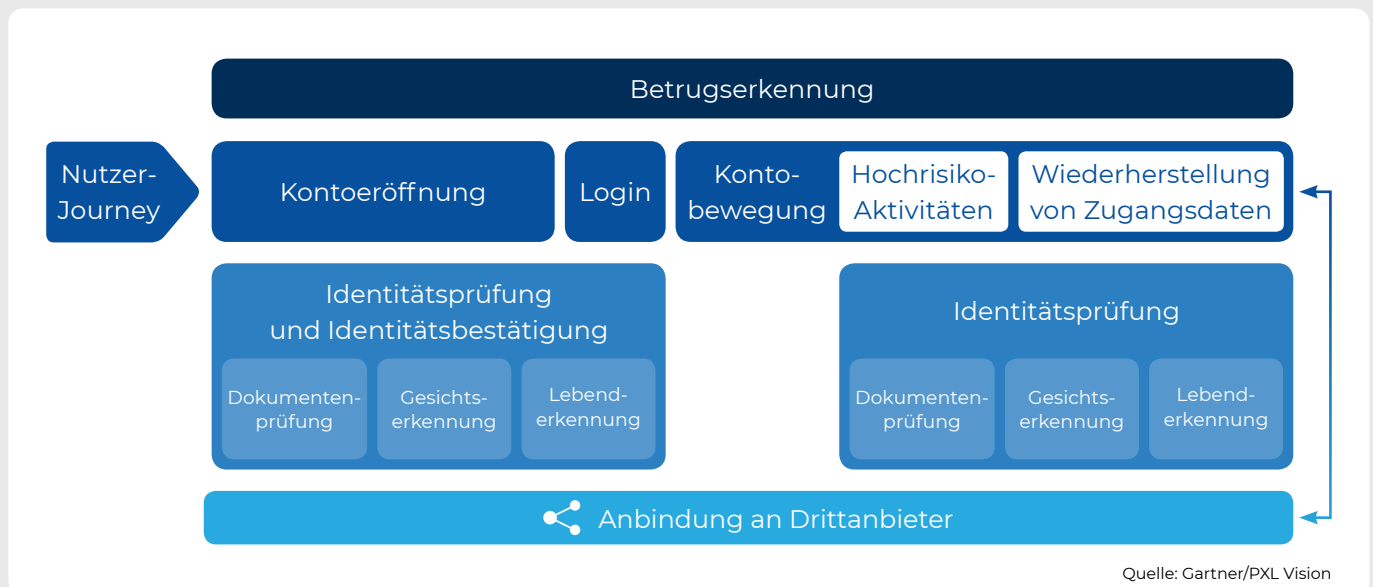 Betrugserkennung
Nutzer-
Journey
Kontoeröffnung
Login
Konto-
bewegung
Hochrisiko-
Aktivitäten
Wiederherstellung
von Zugangsdaten
Identitätsprüfung
und Identitätsbestätigung
Dokumenten-
prüfung
Gesichts-
erkennung
Lebend-
erkennung
Identitätsprüfung
Dokumenten-
prüfung
Gesichts-
erkennung
Lebend-
erkennung
Anbindung an Drittanbieter
Quelle: Gartner/PXL Vision